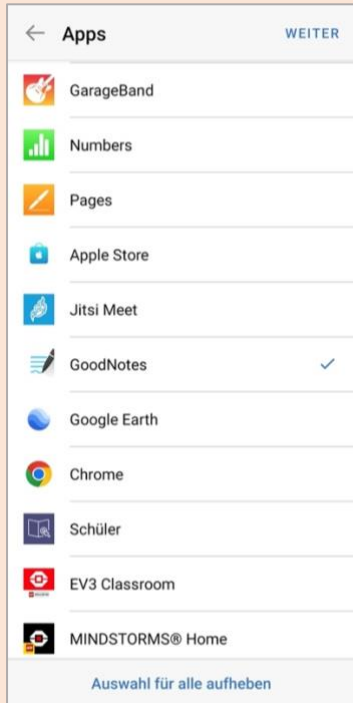 Apps WEITER
GarageBand
Numbers
Pages
Apple Store
Jitsi Meet
GoodNotes
Google Earth
Chrome
Schüler
EV3 Classroom
MINDSTORMS® Home
Auswahl für alle aufheben